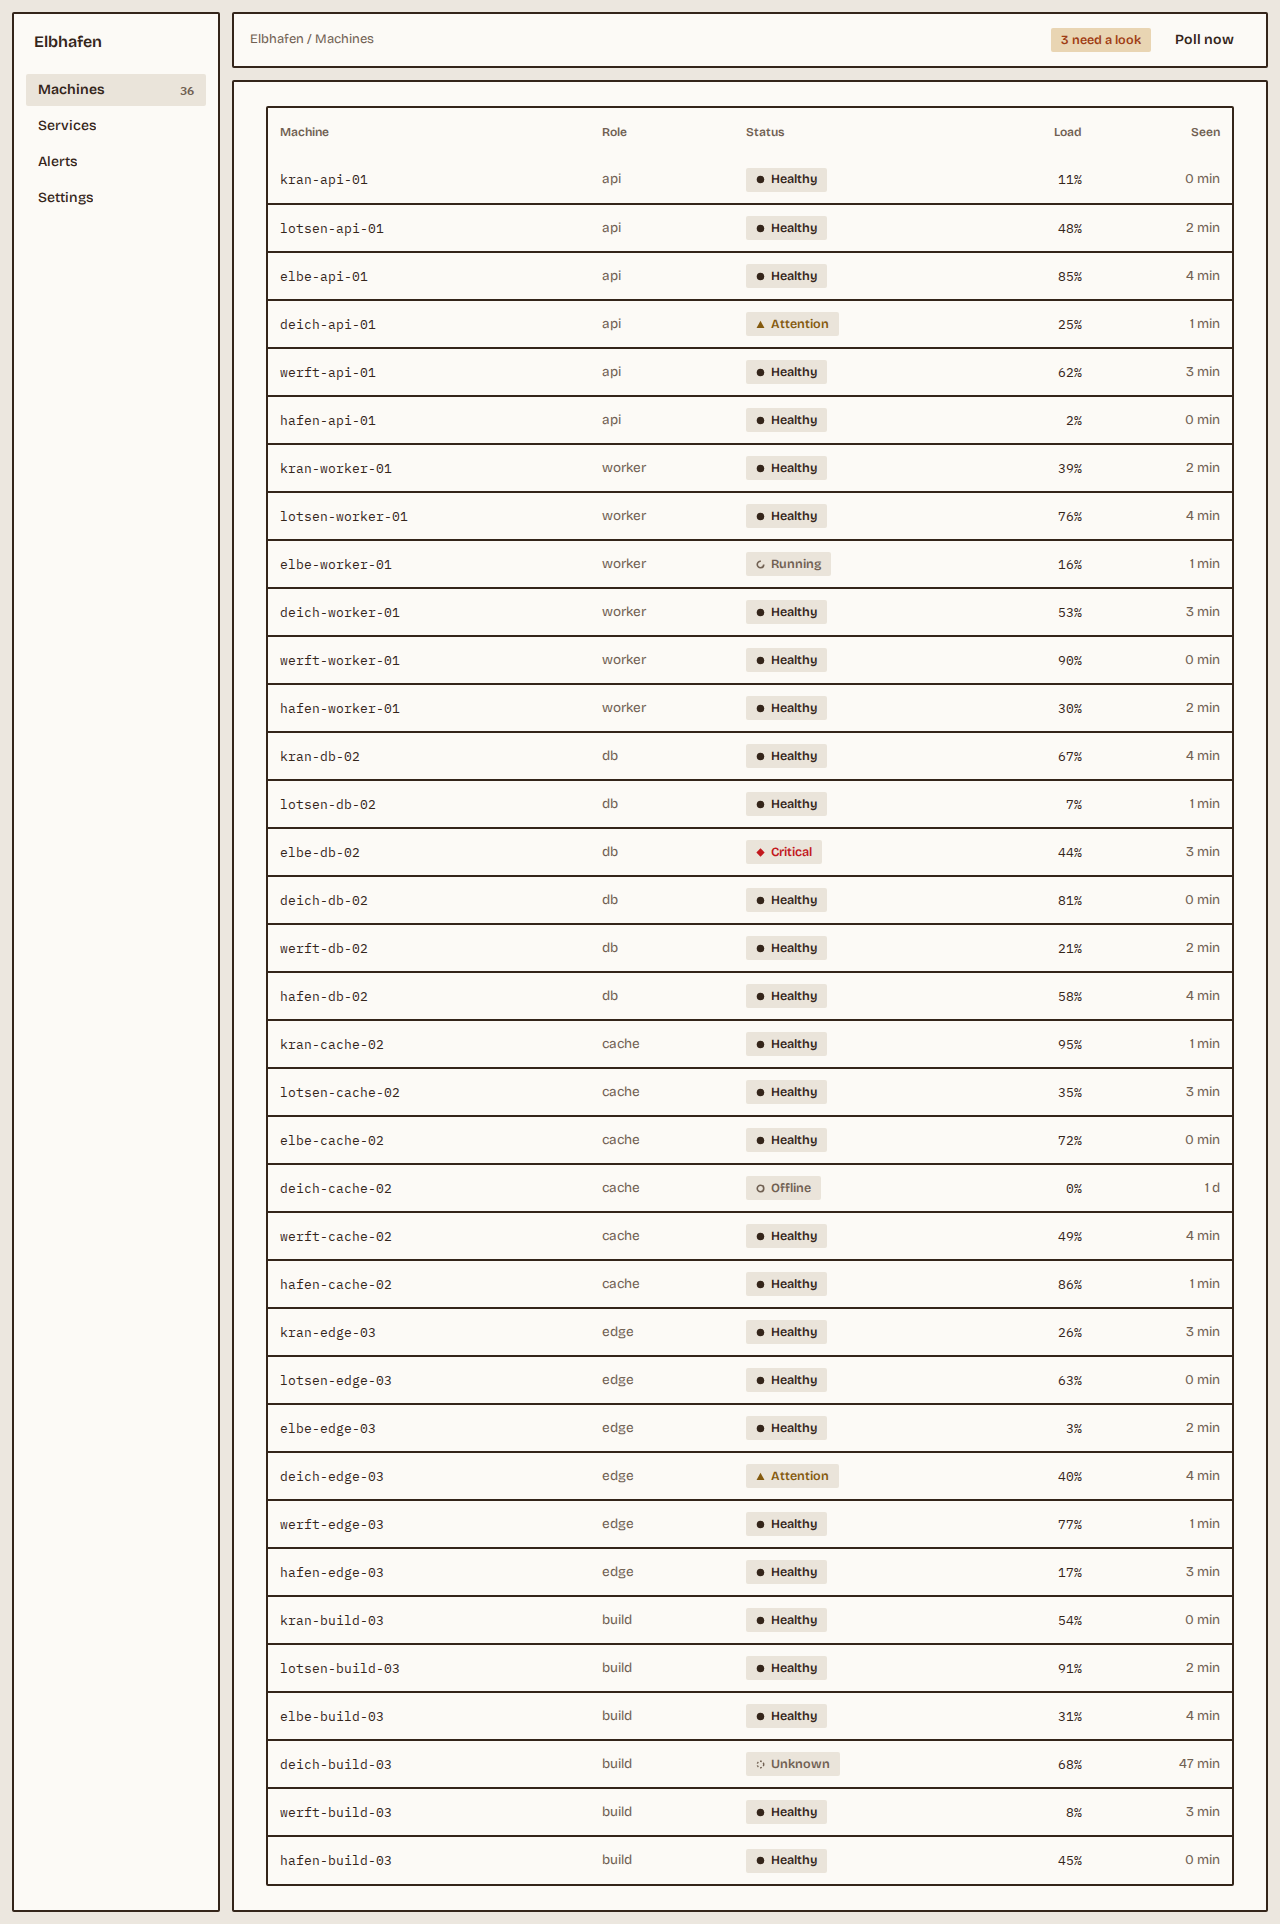 Elbhafen
Machines 36
Services
Alerts
Settings
Elbhafen / Machines 3 need a look Poll now
Machine Role Status Load Seen
kran-api-01 api Healthy 11% 0 min
lotsen-api-01 api Healthy 48% 2 min
elbe-api-01 api Healthy 85% 4 min
deich-api-01 api Attention 25% 1 min
werft-api-01 api Healthy 62% 3 min
hafen-api-01 api Healthy 2% 0 min
kran-worker-01 worker Healthy 39% 2 min
lotsen-worker-01 worker Healthy 76% 4 min
elbe-worker-01 worker Running 16% 1 min
deich-worker-01 worker Healthy 53% 3 min
werft-worker-01 worker Healthy 90% 0 min
hafen-worker-01 worker Healthy 30% 2 min
kran-db-02 db Healthy 67% 4 min
lotsen-db-02 db Healthy 7% 1 min
elbe-db-02 db Critical 44% 3 min
deich-db-02 db Healthy 81% 0 min
werft-db-02 db Healthy 21% 2 min
hafen-db-02 db Healthy 58% 4 min
kran-cache-02 cache Healthy 95% 1 min
lotsen-cache-02 cache Healthy 35% 3 min
elbe-cache-02 cache Healthy 72% 0 min
deich-cache-02 cache Offline 0% 1 d
werft-cache-02 cache Healthy 49% 4 min
hafen-cache-02 cache Healthy 86% 1 min
kran-edge-03 edge Healthy 26% 3 min
lotsen-edge-03 edge Healthy 63% 0 min
elbe-edge-03 edge Healthy 3% 2 min
deich-edge-03 edge Attention 40% 4 min
werft-edge-03 edge Healthy 77% 1 min
hafen-edge-03 edge Healthy 17% 3 min
kran-build-03 build Healthy 54% 0 min
lotsen-build-03 build Healthy 91% 2 min
elbe-build-03 build Healthy 31% 4 min
deich-build-03 build Unknown 68% 47 min
werft-build-03 build Healthy 8% 3 min
hafen-build-03 build Healthy 45% 0 min